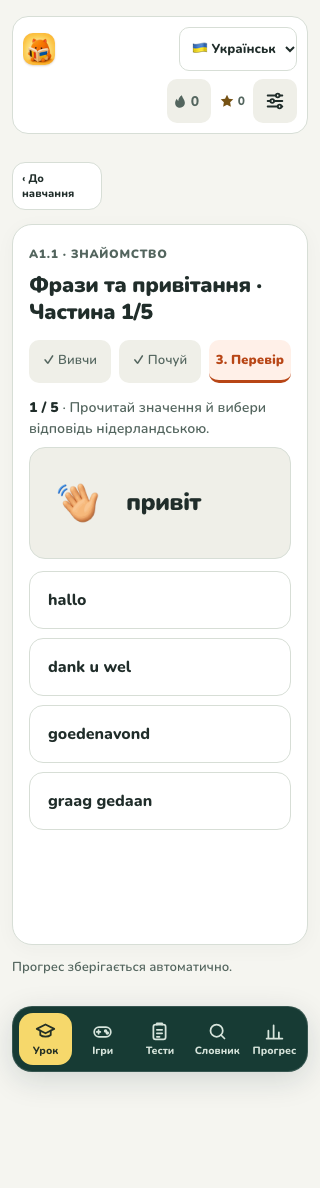 🇺🇦 Українськ
0
0
‹ До
навчання
A1.1 · ЗНАЙОМСТВО
Фрази та привітання ·
Частина 1/5
✓ Вивчи
✓ Почуй
3. Перевір
1 / 5 · Прочитай значення й вибери
відповідь нідерландською.
привіт
hallo
dank u wel
goedenavond
graag gedaan
Прогрес зберігається автоматично.
Урок
Ігри
Тести
Словник
Прогрес